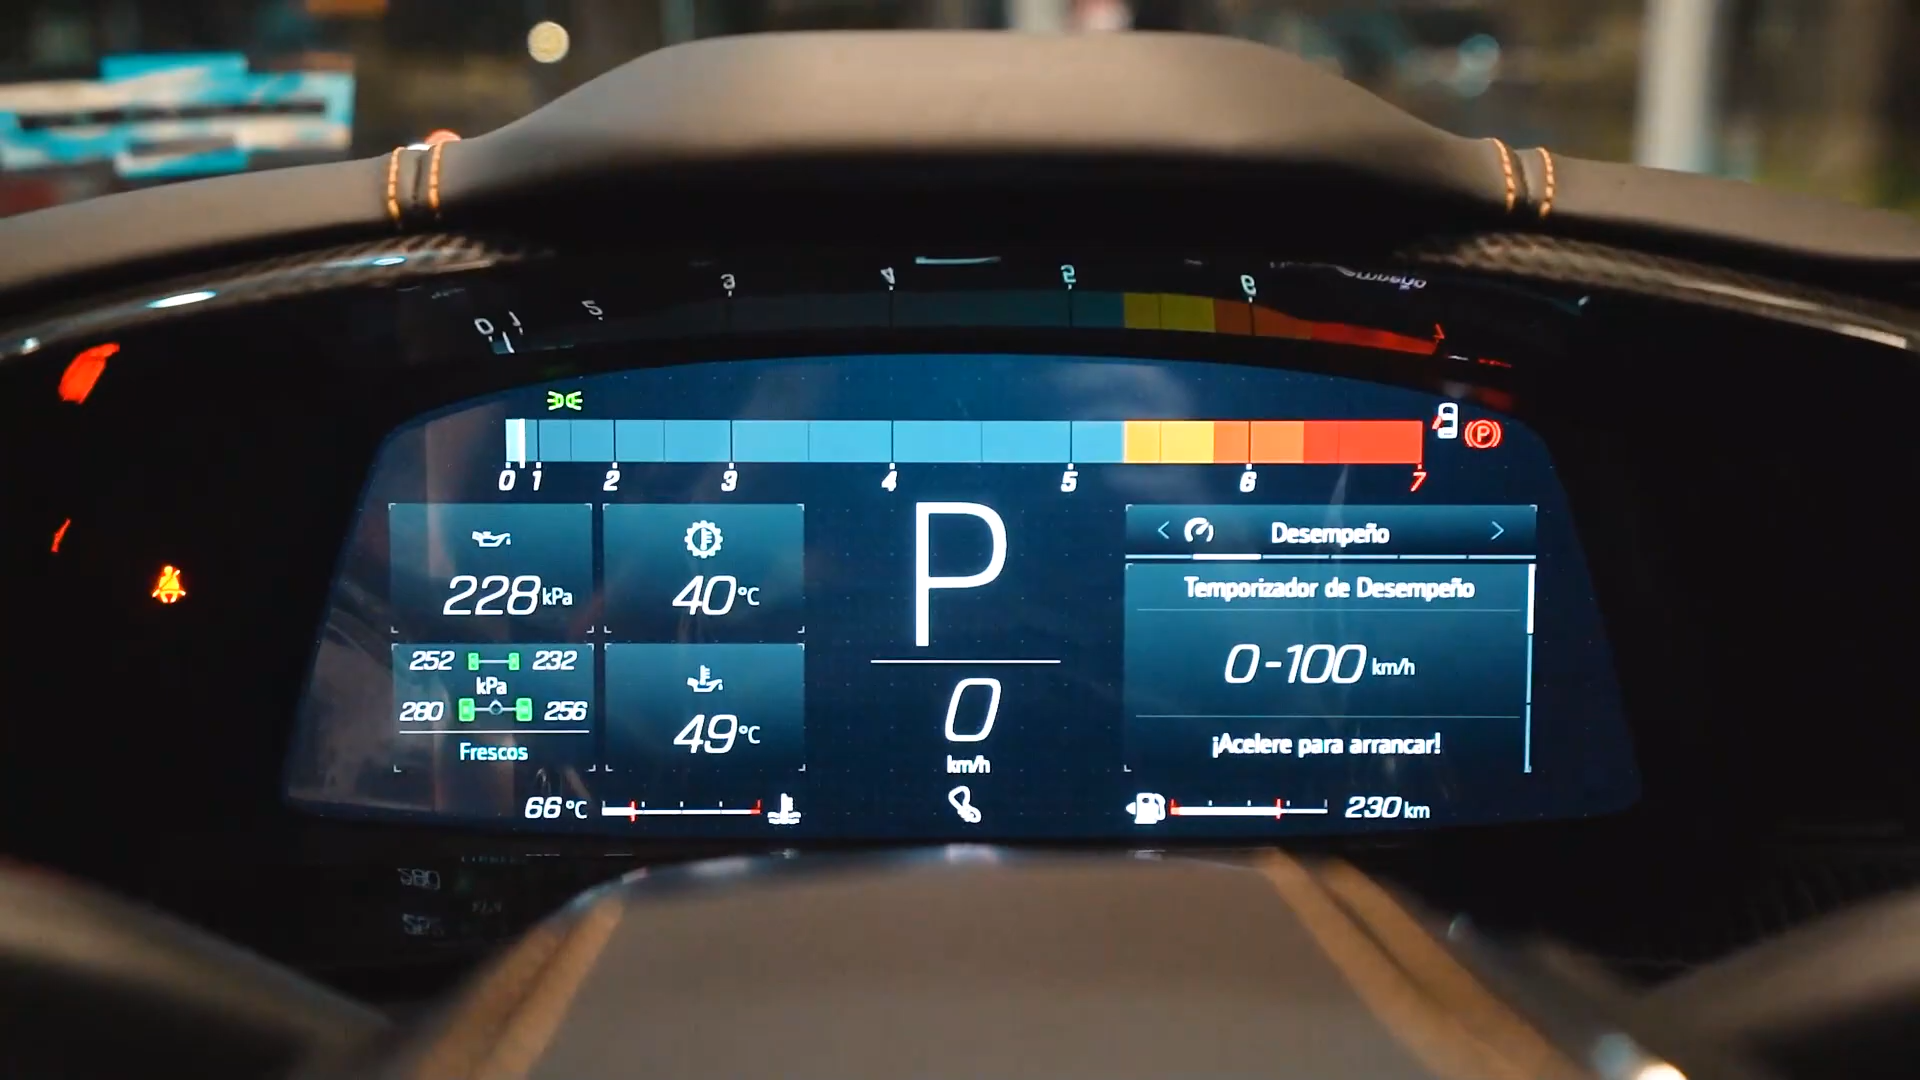 0 1 2 3 4 5 6 7
P
228 kPa
40 °C
252 232
kPa
280 256
Frescos
49 °C
P
0
km/h
Desempeño
Temporizador de Desempeño
0-100 km/h
¡Acelere para arrancar!
66 °C
230 km